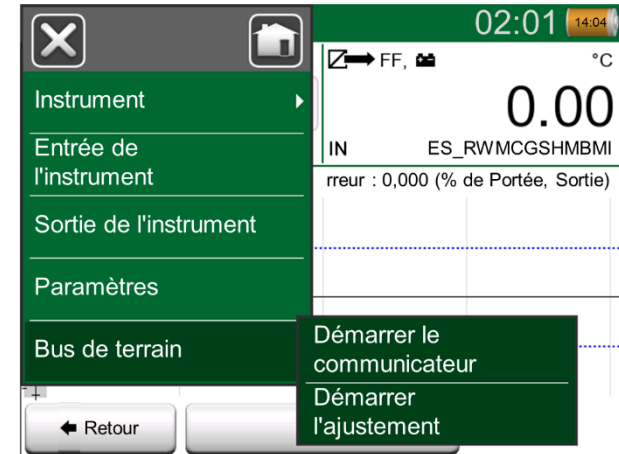 02:01 14:04
FF, °C
0.00
IN ES_RWMCGSHMBMI
rreur : 0,000 (% de Portée, Sortie)
Instrument
Entrée de
l'instrument
Sortie de l'instrument
Paramètres
Bus de terrain
Démarrer le
communicateur
Démarrer
l'ajustement
Retour